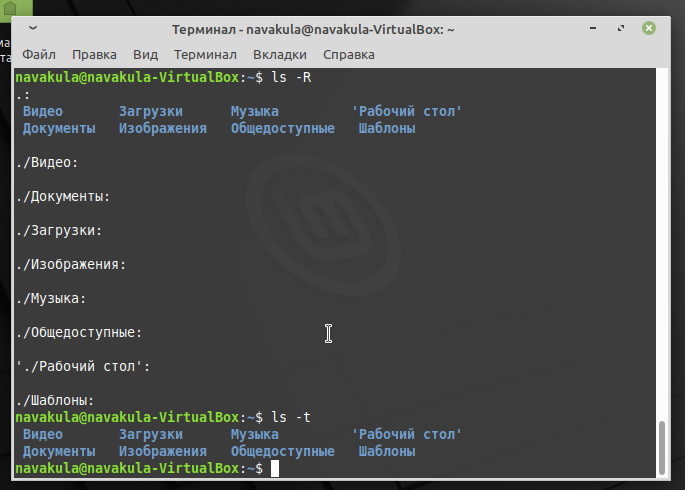 ма
та
Терминал - navakula@navakula-VirtualBox: ~
Файл Правка Вид Терминал Вкладки Справка
navakula@navakula-VirtualBox:~$ ls -R
.:
Видео Загрузки Музыка 'Рабочий стол'
Документы Изображения Общедоступные Шаблоны
./Видео:
./Документы:
./Загрузки:
./Изображения:
./Музыка:
./Общедоступные:
'./Рабочий стол':
./Шаблоны:
navakula@navakula-VirtualBox:~$ ls -t
Видео Загрузки Музыка 'Рабочий стол'
Документы Изображения Общедоступные Шаблоны
navakula@navakula-VirtualBox:~$